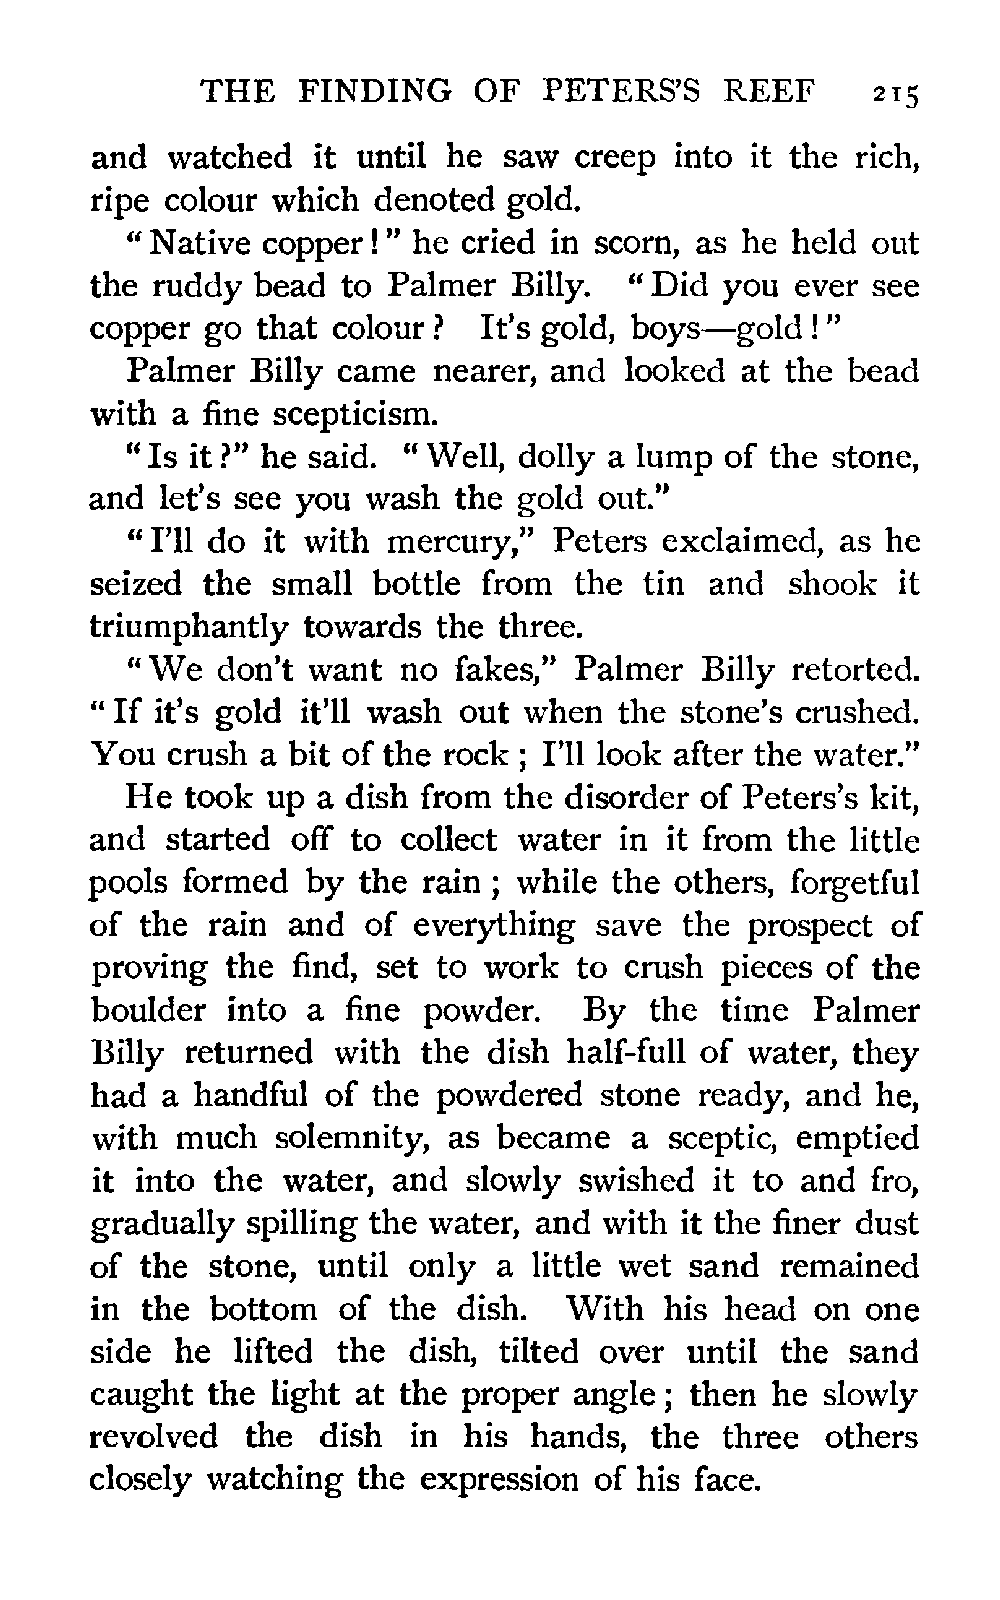 THE FINDING OF PETERS'S REEF 215
and watched it until he saw creep into it the rich,
ripe colour which denoted gold.
"Native copper!" he cried in scorn, as he held out
the ruddy bead to Palmer Billy. "Did you ever see
copper go that colour? It's gold, boys—gold!"
Palmer Billy came nearer, and looked at the bead
with a fine scepticism.
"Is it?" he said. "Well, dolly a lump of the stone,
and let's see you wash the gold out."
"I'll do it with mercury," Peters exclaimed, as he
seized the small bottle from the tin and shook it
triumphantly towards the three.
"We don't want no fakes," Palmer Billy retorted.
"If it's gold it'll wash out when the stone's crushed.
You crush a bit of the rock; I'll look after the water."
He took up a dish from the disorder of Peters's kit,
and started off to collect water in it from the little
pools formed by the rain; while the others, forgetful
of the rain and of everything save the prospect of
proving the find, set to work to crush pieces of the
boulder into a fine powder. By the time Palmer
Billy returned with the dish half-full of water, they
had a handful of the powdered stone ready, and he,
with much solemnity, as became a sceptic, emptied
it into the water, and slowly swished it to and fro,
gradually spilling the water, and with it the finer dust
of the stone, until only a little wet sand remained
in the bottom of the dish. With his head on one
side he lifted the dish, tilted over until the sand
caught the light at the proper angle; then he slowly
revolved the dish in his hands, the three others
closely watching the expression of his face.